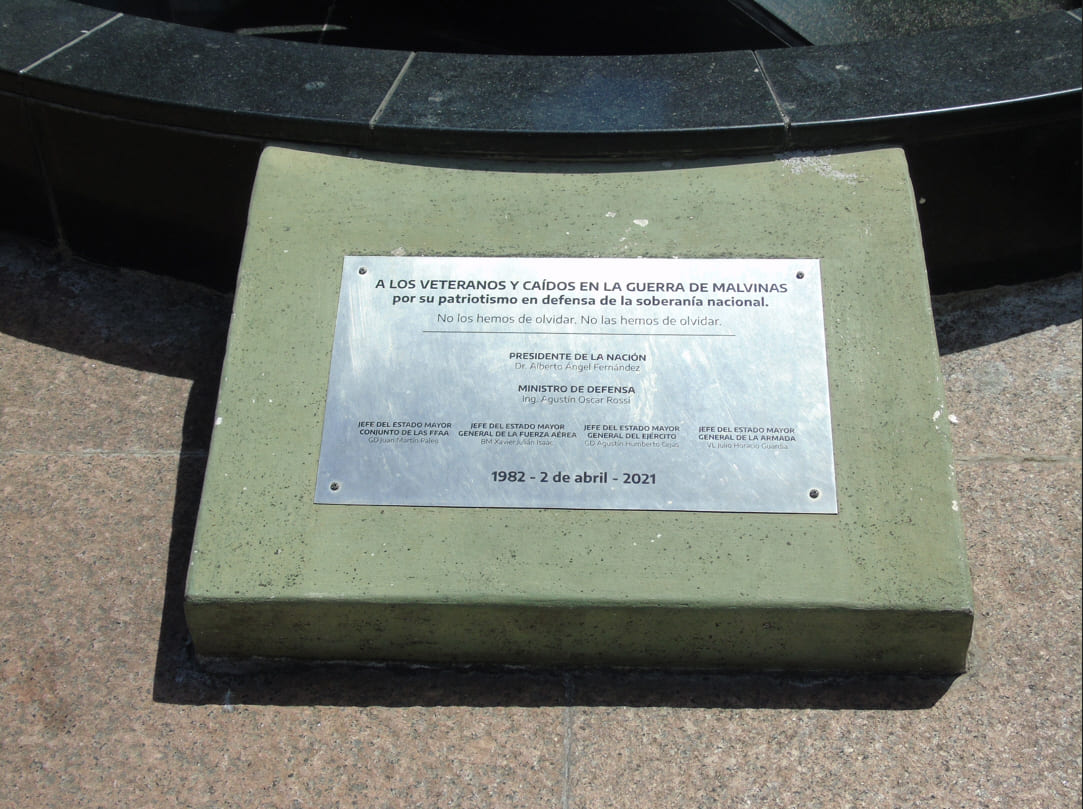 A LOS VETERANOS Y CAÍDOS EN LA GUERRA DE MALVINAS
por su patriotismo en defensa de la soberanía nacional.
No los hemos de olvidar. No las hemos de olvidar.
PRESIDENTE DE LA NACIÓN
Dr. Alberto Ángel Fernández
MINISTRO DE DEFENSA
Ing. Agustín Oscar Rossi
JEFE DEL ESTADO MAYOR
CONJUNTO DE LAS FFAA
GD Juan Martín Paleo
JEFE DEL ESTADO MAYOR
GENERAL DE LA FUERZA AÉREA
BM Xavier Julián Isaac
JEFE DEL ESTADO MAYOR
GENERAL DEL EJÉRCITO
GD Agustín Humberto Cejas
JEFE DEL ESTADO MAYOR
GENERAL DE LA ARMADA
VL Julio Horacio Guardia
1982 - 2 de abril - 2021